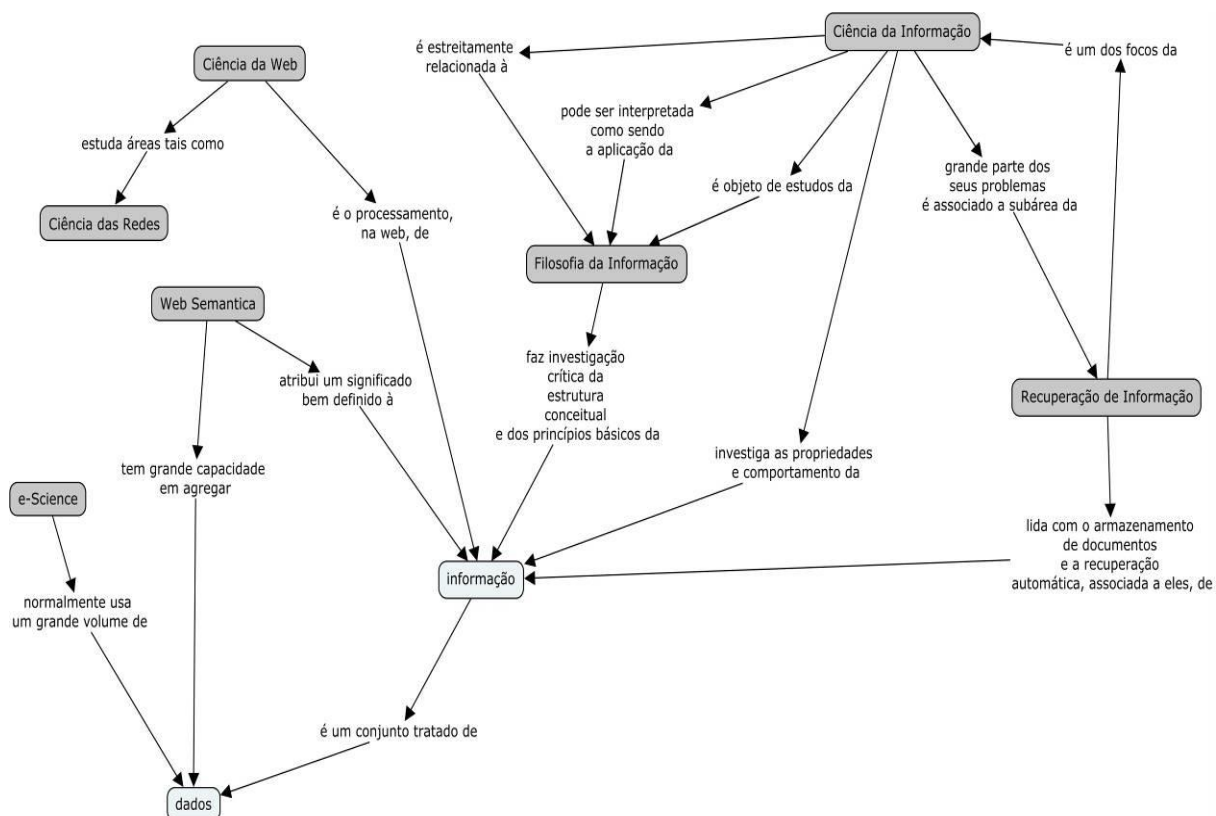 Ciência da Informação
é estreitamente
relacionada à
é um dos focos da
Ciência da Web
pode ser interpretada
como sendo
a aplicação da
estuda áreas tais como
é objeto de estudos da
grande parte dos
seus problemas
é associado a subárea da
Ciência das Redes
é o processamento,
na web, de
Filosofia da Informação
Web Semantica
faz investigação
crítica da
estrutura
conceitual
e dos princípios básicos da
atribui um significado
bem definido à
Recuperação de Informação
tem grande capacidade
em agregar
investiga as propriedades
e comportamento da
e-Science
lida com o armazenamento
de documentos
e a recuperação
automática, associada a eles, de
informação
normalmente usa
um grande volume de
é um conjunto tratado de
dados